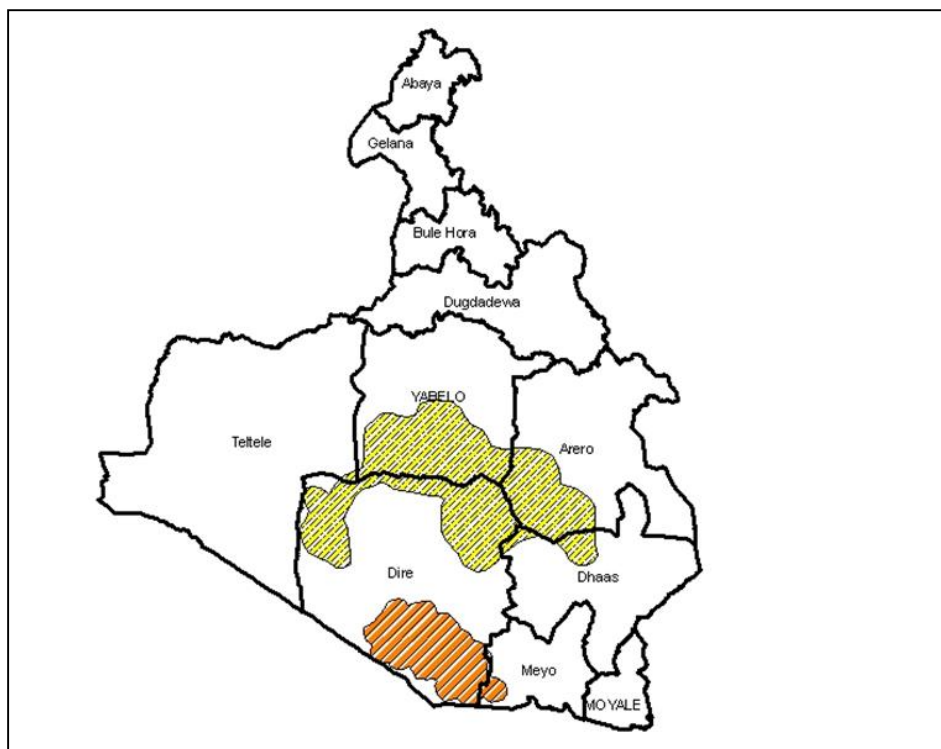 Abaya
Gelana
Bule Hora
Dugdadewa
YABELO
Teltele
Arero
Dire
Dhaas
Meyo
MOYALE